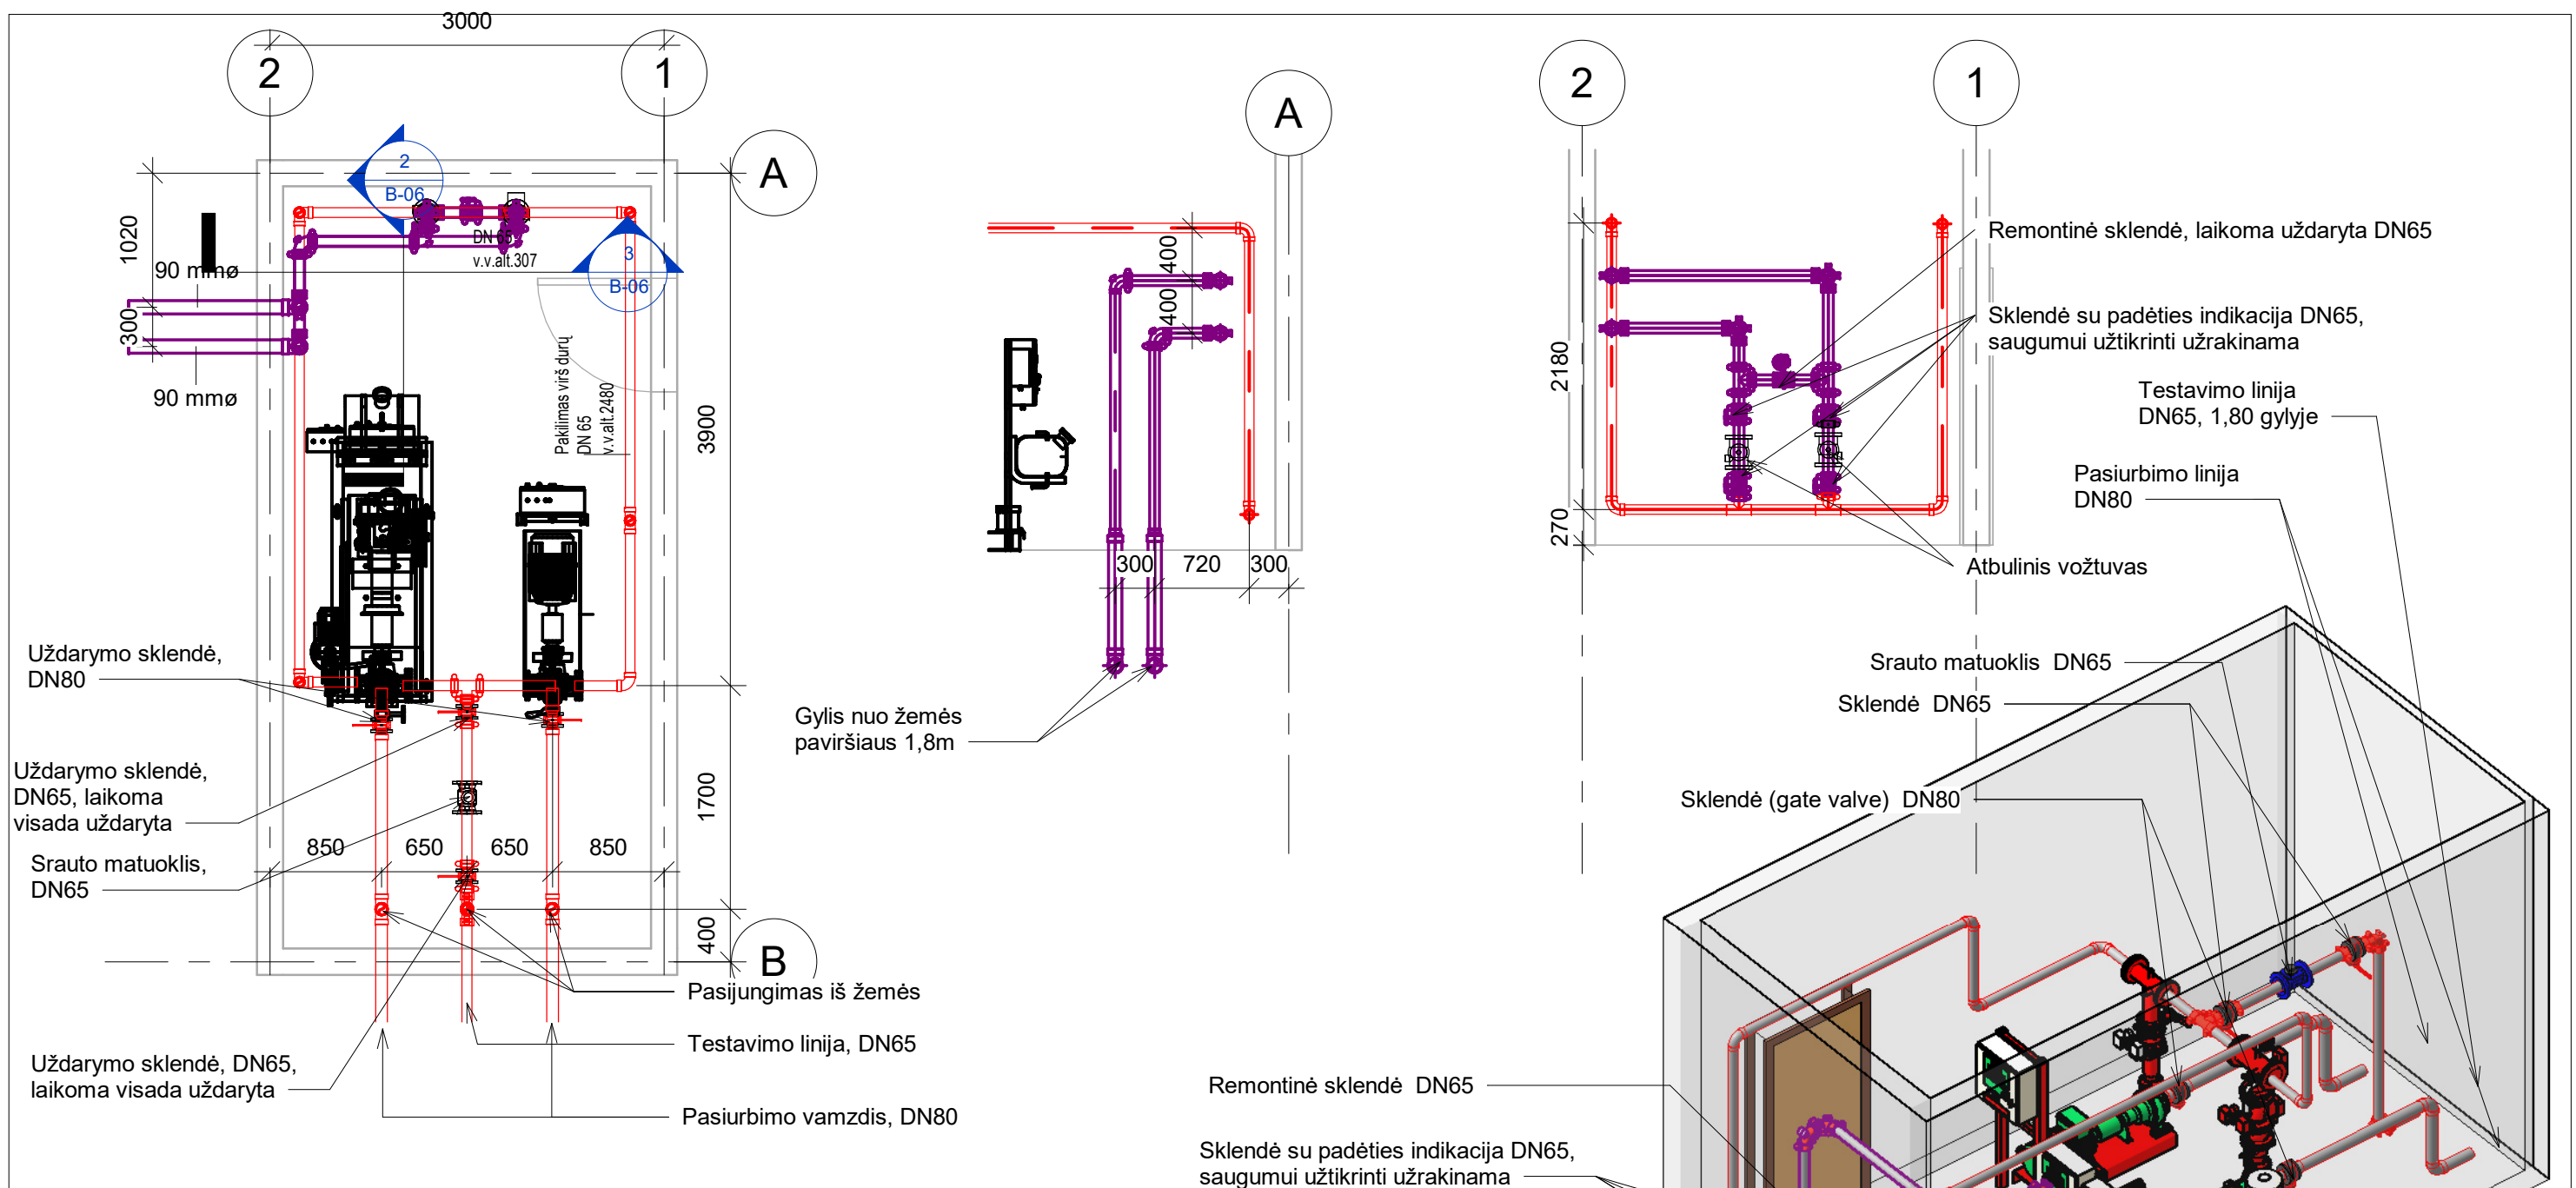 3000
2
1
A
2
B-06
1020
DN 65
v.v.alt.307
3
B-06
90 mmø
300
90 mmø
Pakilimas virš durų
DN 65
v.v.alt.2480
3900
Uždarymo sklendė,
DN80
Uždarymo sklendė,
DN65, laikoma
visada uždaryta
1700
850
650
650
850
Srauto matuoklis,
DN65
400
B
Pasijungimas iš žemės
Testavimo linija, DN65
Uždarymo sklendė, DN65,
laikoma visada uždaryta
Pasiurbimo vamzdis, DN80
A
400
400
300
720
300
Gylis nuo žemės
paviršiaus 1,8m
2
1
Remontinė sklendė, laikoma uždaryta DN65
Sklendė su padėties indikacija DN65,
saugumui užtikrinti užrakinama
2180
Testavimo linija
DN65, 1,80 gylyje
Pasiurbimo linija
DN80
270
Atbulinis vožtuvas
Srauto matuoklis DN65
Sklendė DN65
Sklendė (gate valve) DN80
Remontinė sklendė DN65
Sklendė su padėties indikacija DN65,
saugumui užtikrinti užrakinama